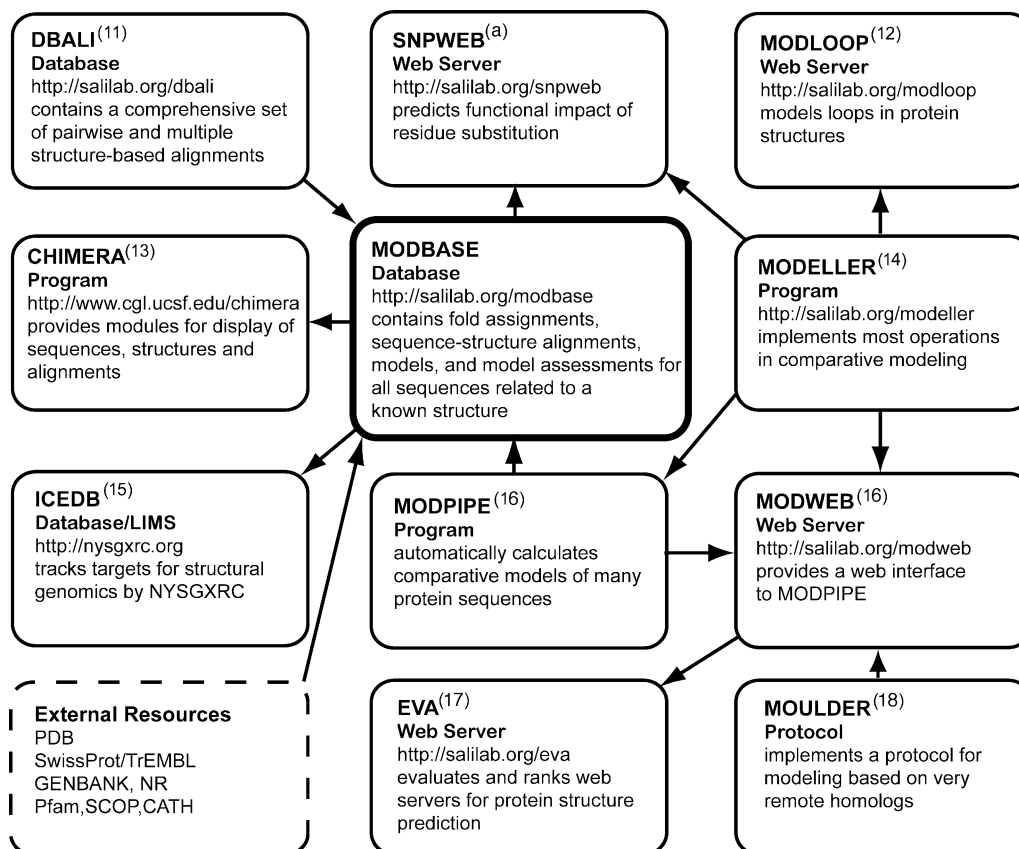 DBALI(11)
Database
http://salilab.org/dbali
contains a comprehensive set
of pairwise and multiple
structure-based alignments
SNPWEB(a)
Web Server
http://salilab.org/snpweb
predicts functional impact of
residue substitution
MODLOOP(12)
Web Server
http://salilab.org/modloop
models loops in protein
structures
CHIMERA(13)
Program
http://www.cgl.ucsf.edu/chimera
provides modules for display of
sequences, structures and
alignments
MODBASE
Database
http://salilab.org/modbase
contains fold assignments,
sequence-structure alignments,
models, and model assessments for
all sequences related to a
known structure
MODELLER(14)
Program
http://salilab.org/modeller
implements most operations
in comparative modeling
ICEDB(15)
Database/LIMS
http://nysgxrc.org
tracks targets for structural
genomics by NYSGXRC
MODPIPE(16)
Program
automatically calculates
comparative models of many
protein sequences
MODWEB(16)
Web Server
http://salilab.org/modweb
provides a web interface
to MODPIPE
External Resources
PDB
SwissProt/TrEMBL
GENBANK, NR
Pfam,SCOP,CATH
EVA(17)
Web Server
http://salilab.org/eva
evaluates and ranks web
servers for protein structure
prediction
MOULDER(18)
Protocol
implements a protocol for
modeling based on very
remote homologs